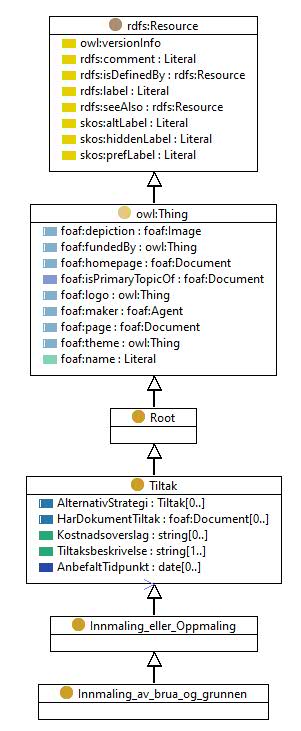 rdfs:Resource
owl:versionInfo
rdfs:comment : Literal
rdfs:isDefinedBy : rdfs:Resource
rdfs:label : Literal
rdfs:seeAlso : rdfs:Resource
skos:altLabel : Literal
skos:hiddenLabel : Literal
skos:prefLabel : Literal
owl:Thing
foaf:depiction : foaf:Image
foaf:fundedBy : owl:Thing
foaf:homepage : foaf:Document
foaf:isPrimaryTopicOf : foaf:Document
foaf:logo : owl:Thing
foaf:maker : foaf:Agent
foaf:page : foaf:Document
foaf:theme : owl:Thing
foaf:name : Literal
Root
Tiltak
AlternativStrategi : Tiltak[0..]
HarDokumentTiltak : foaf:Document[0..]
Kostnadsoverslag : string[0..]
Tiltaksbeskrivelse : string[1..]
AnbefaltTidpunkt : date[0..]
Innmaling_eller_Oppmaling
Innmaling_av_brua_og_grunnen